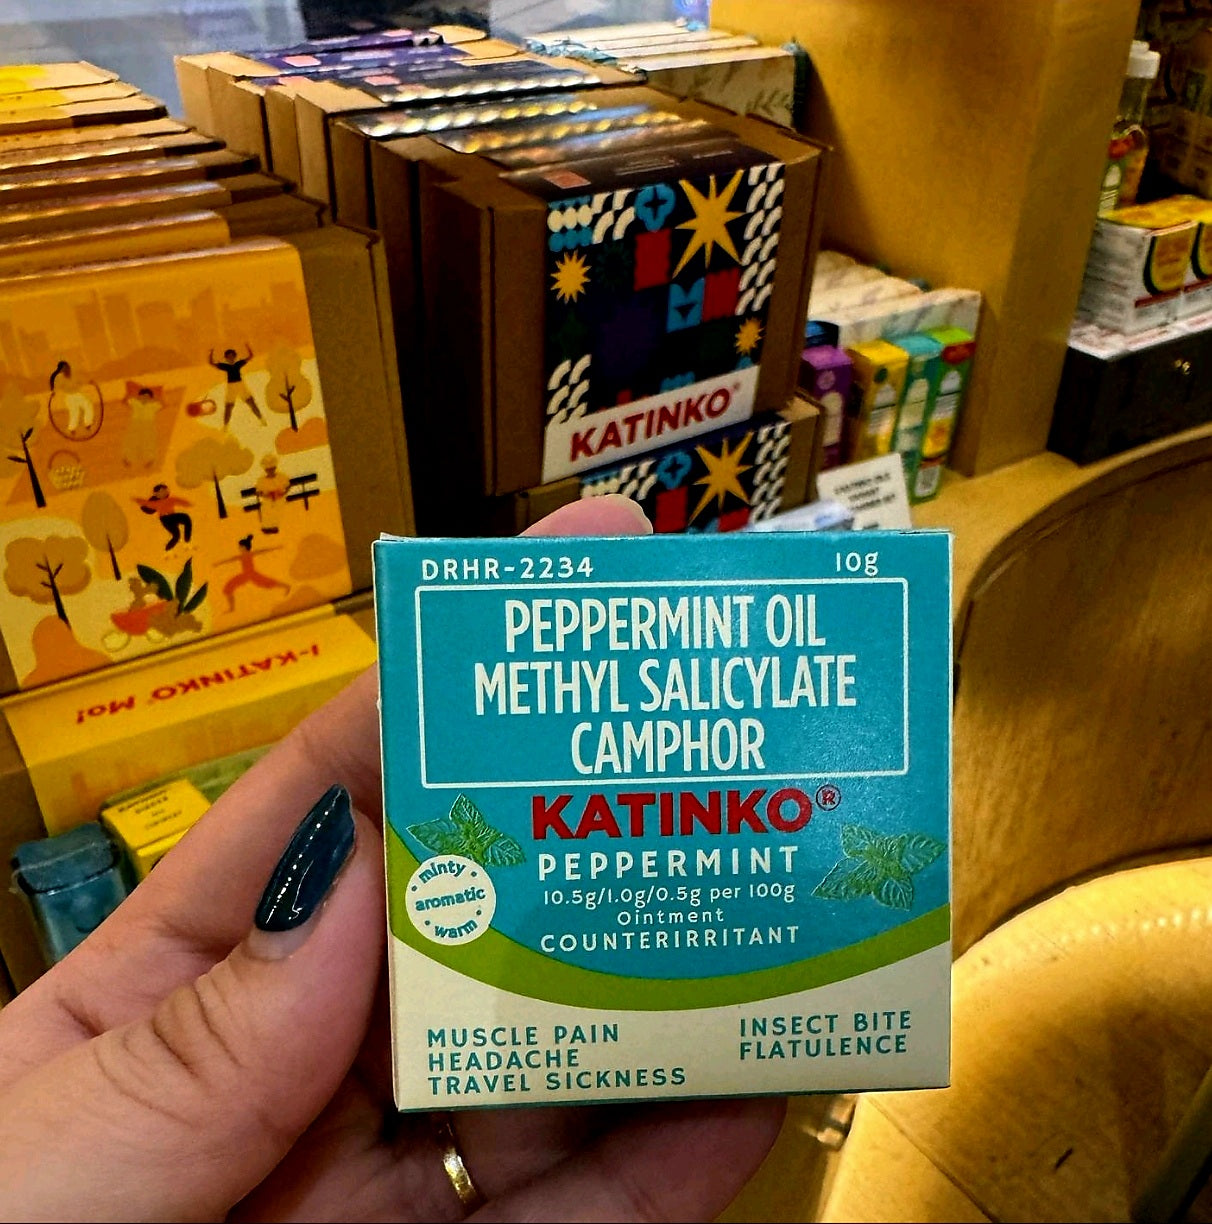 KATINKO®
I-KATINKO Mo!
DRHR-2234
10g
PEPPERMINT OIL
METHYL SALICYLATE
CAMPHOR
KATINKO®
PEPPERMINT
10.5g/1.0g/0.5g per 100g
Ointment
COUNTERIRRITANT
minty
aromatic
warm
MUSCLE PAIN
HEADACHE
TRAVEL SICKNESS
INSECT BITE
FLATULENCE